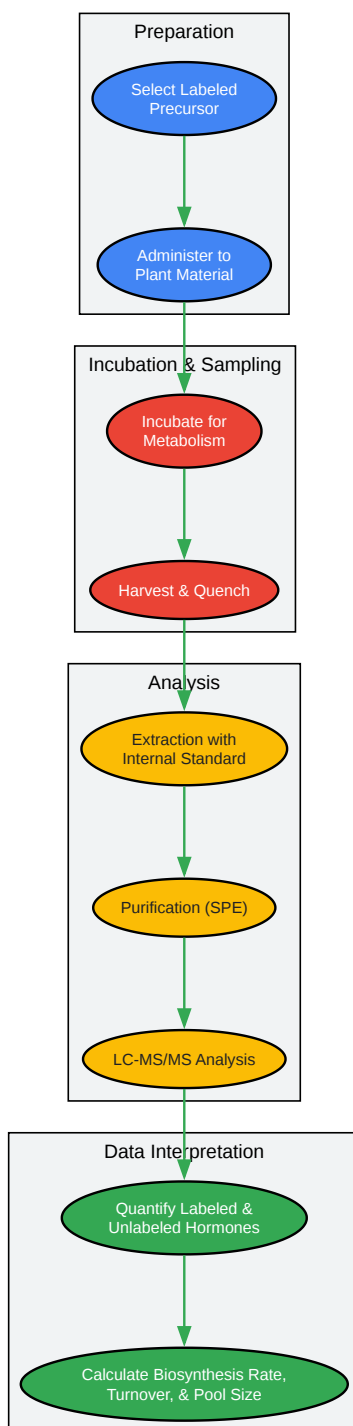 Preparation
Select Labeled
Precursor
Administer to
Plant Material
Incubation & Sampling
Incubate for
Metabolism
Harvest & Quench
Analysis
Extraction with
Internal Standard
Purification (SPE)
LC-MS/MS Analysis
Data Interpretation
Quantify Labeled &
Unlabeled Hormones
Calculate Biosynthesis Rate,
Turnover, & Pool Size